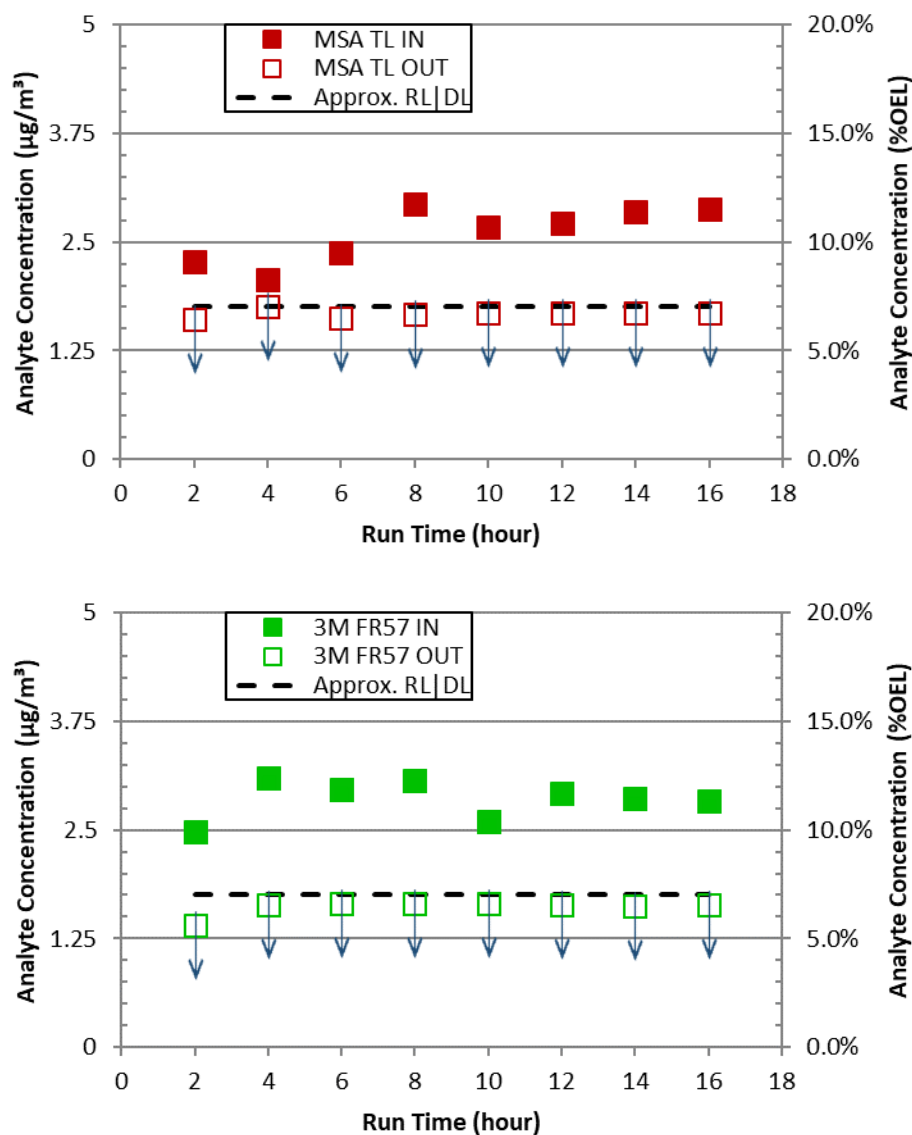 MSA TL IN
MSA TL OUT
Approx. RL|DL
Analyte Concentration (µg/m³)
5
3.75
2.5
1.25
0
20.0%
15.0%
10.0%
5.0%
0.0%
Analyte Concentration (%OEL)
0 2 4 6 8 10 12 14 16 18
Run Time (hour)
3M FR57 IN
3M FR57 OUT
Approx. RL|DL
Analyte Concentration (µg/m³)
5
3.75
2.5
1.25
0
20.0%
15.0%
10.0%
5.0%
0.0%
Analyte Concentration (%OEL)
0 2 4 6 8 10 12 14 16 18
Run Time (hour)